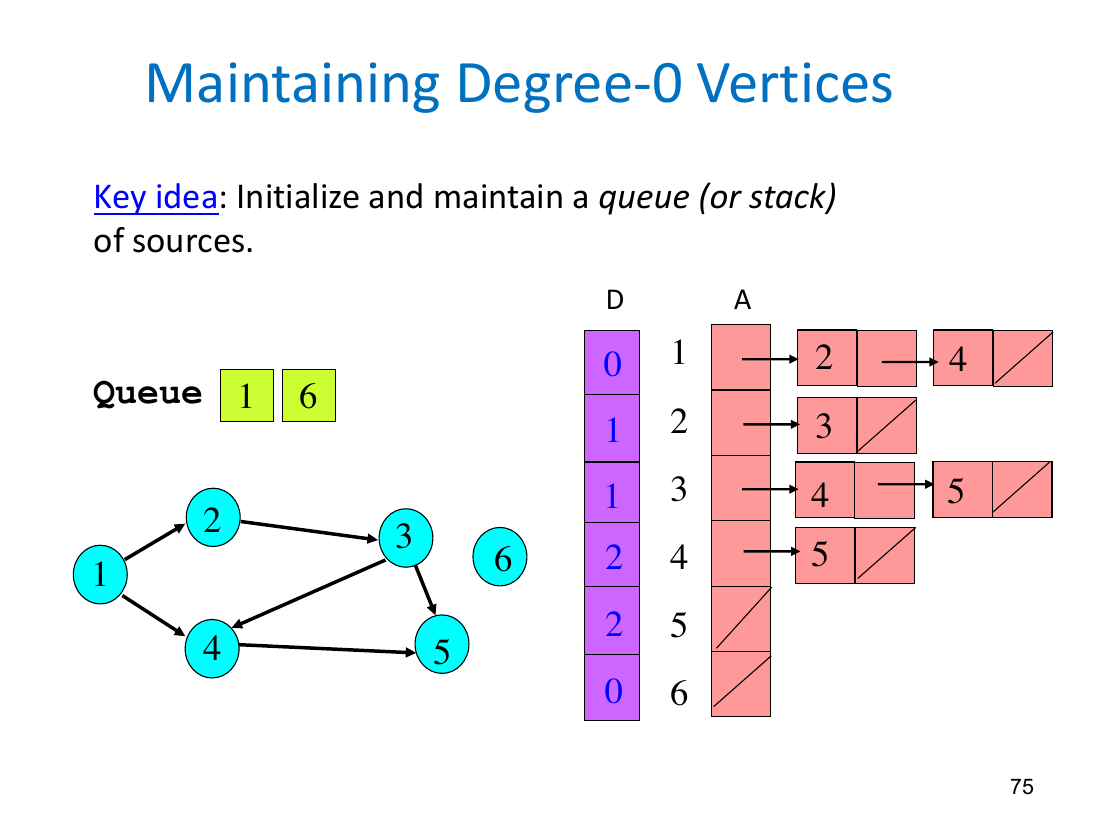 Maintaining Degree-0 Vertices
Key idea: Initialize and maintain a queue (or stack)
of sources.
D A
Queue 1 6
0 1 2 4
1 2 3
1 3 4 5
2 4 5
2 5
0 6
2
3
6
1
4
5
75